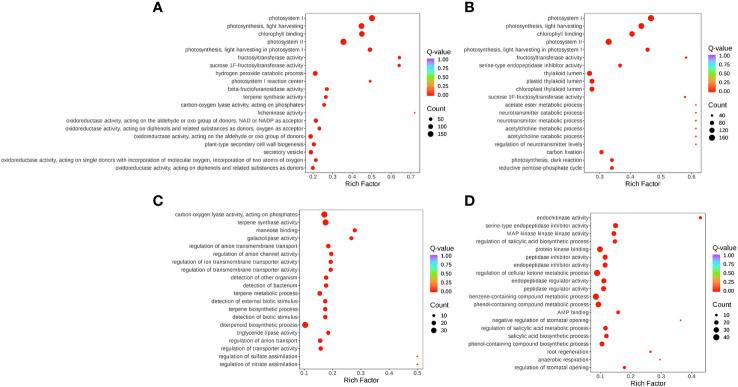 A
photosystem I
photosynthesis, light harvesting
chlorophyll binding
photosystem II
photosynthesis, light harvesting in photosystem I
fructosyltransferase activity
sucrose 1F-fructosyltransferase activity
hydrogen peroxide catabolic process
photosystem I reaction center
beta-fructofuranosidase activity
terpene synthase activity
carbon-oxygen lyase activity, acting on phosphates
licheninase activity
oxidoreductase activity, acting on the aldehyde or oxo group of donors, NAD or NADP as acceptor
oxidoreductase activity, acting on diphenols and related substances as donors, oxygen as acceptor
oxidoreductase activity, acting on the aldehyde or oxo group of donors
plant-type secondary cell wall biogenesis
secretory vesicle
oxidoreductase activity, acting on single donors with incorporation of molecular oxygen, incorporation of two atoms of oxygen
oxidoreductase activity, acting on diphenols and related substances as donors
0.2 0.3 0.4 0.5 0.6 0.7
Rich Factor
Q-value
1.00
0.75
0.50
0.25
0.00
Count
50
100
150
B
photosystem I
photosynthesis, light harvesting
chlorophyll binding
photosystem II
photosynthesis, light harvesting in photosystem I
fructosyltransferase activity
serine-type endopeptidase inhibitor activity
thylakoid lumen
plastid thylakoid lumen
chloroplast thylakoid lumen
sucrose 1F-fructosyltransferase activity
acetate ester metabolic process
neurotransmitter catabolic process
neurotransmitter metabolic process
acetylcholine metabolic process
acetylcholine catabolic process
regulation of neurotransmitter levels
carbon fixation
photosynthesis, dark reaction
reductive pentose-phosphate cycle
0.3 0.4 0.5 0.6
Rich Factor
Q-value
1.00
0.75
0.50
0.25
0.00
Count
40
80
120
160
C
carbon-oxygen lyase activity, acting on phosphates
terpene synthase activity
mannose binding
galactolipase activity
regulation of anion transmembrane transport
regulation of anion channel activity
regulation of ion transmembrane transporter activity
regulation of transmembrane transporter activity
detection of other organism
detection of bacterium
terpene metabolic process
detection of external biotic stimulus
terpene biosynthetic process
detection of biotic stimulus
diterpenoid biosynthetic process
triglyceride lipase activity
regulation of anion transport
regulation of transporter activity
regulation of sulfate assimilation
regulation of nitrate assimilation
0.1 0.2 0.3 0.4 0.5
Rich Factor
Q-value
1.00
0.75
0.50
0.25
0.00
Count
10
20
30
D
endochitinase activity
serine-type endopeptidase inhibitor activity
MAP kinase kinase kinase activity
regulation of salicylic acid biosynthetic process
protein kinase binding
peptidase inhibitor activity
endopeptidase inhibitor activity
regulation of cellular ketone metabolic process
endopeptidase regulator activity
peptidase regulator activity
benzene-containing compound metabolic process
phenol-containing compound metabolic process
AMP binding
negative regulation of stomatal opening
regulation of salicylic acid metabolic process
salicylic acid biosynthetic process
phenol-containing compound biosynthetic process
root regeneration
anaerobic respiration
regulation of stomatal opening
0.1 0.2 0.3 0.4
Rich Factor
Q-value
1.00
0.75
0.50
0.25
0.00
Count
10
20
30
40